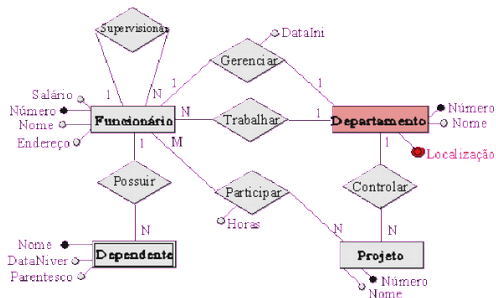 Supervisionar
DataIni
Gerenciar
Salário
1
N
1
1
Número
Número
Funcionário
N
Trabalhar
1
Departamento
Nome
Nome
Endereço
1
M
1
Localização
Possuir
Participar
Controlar
Horas
N
N
N
Nome
Dependente
Projeto
DataNiver
Parentesco
Número
Nome